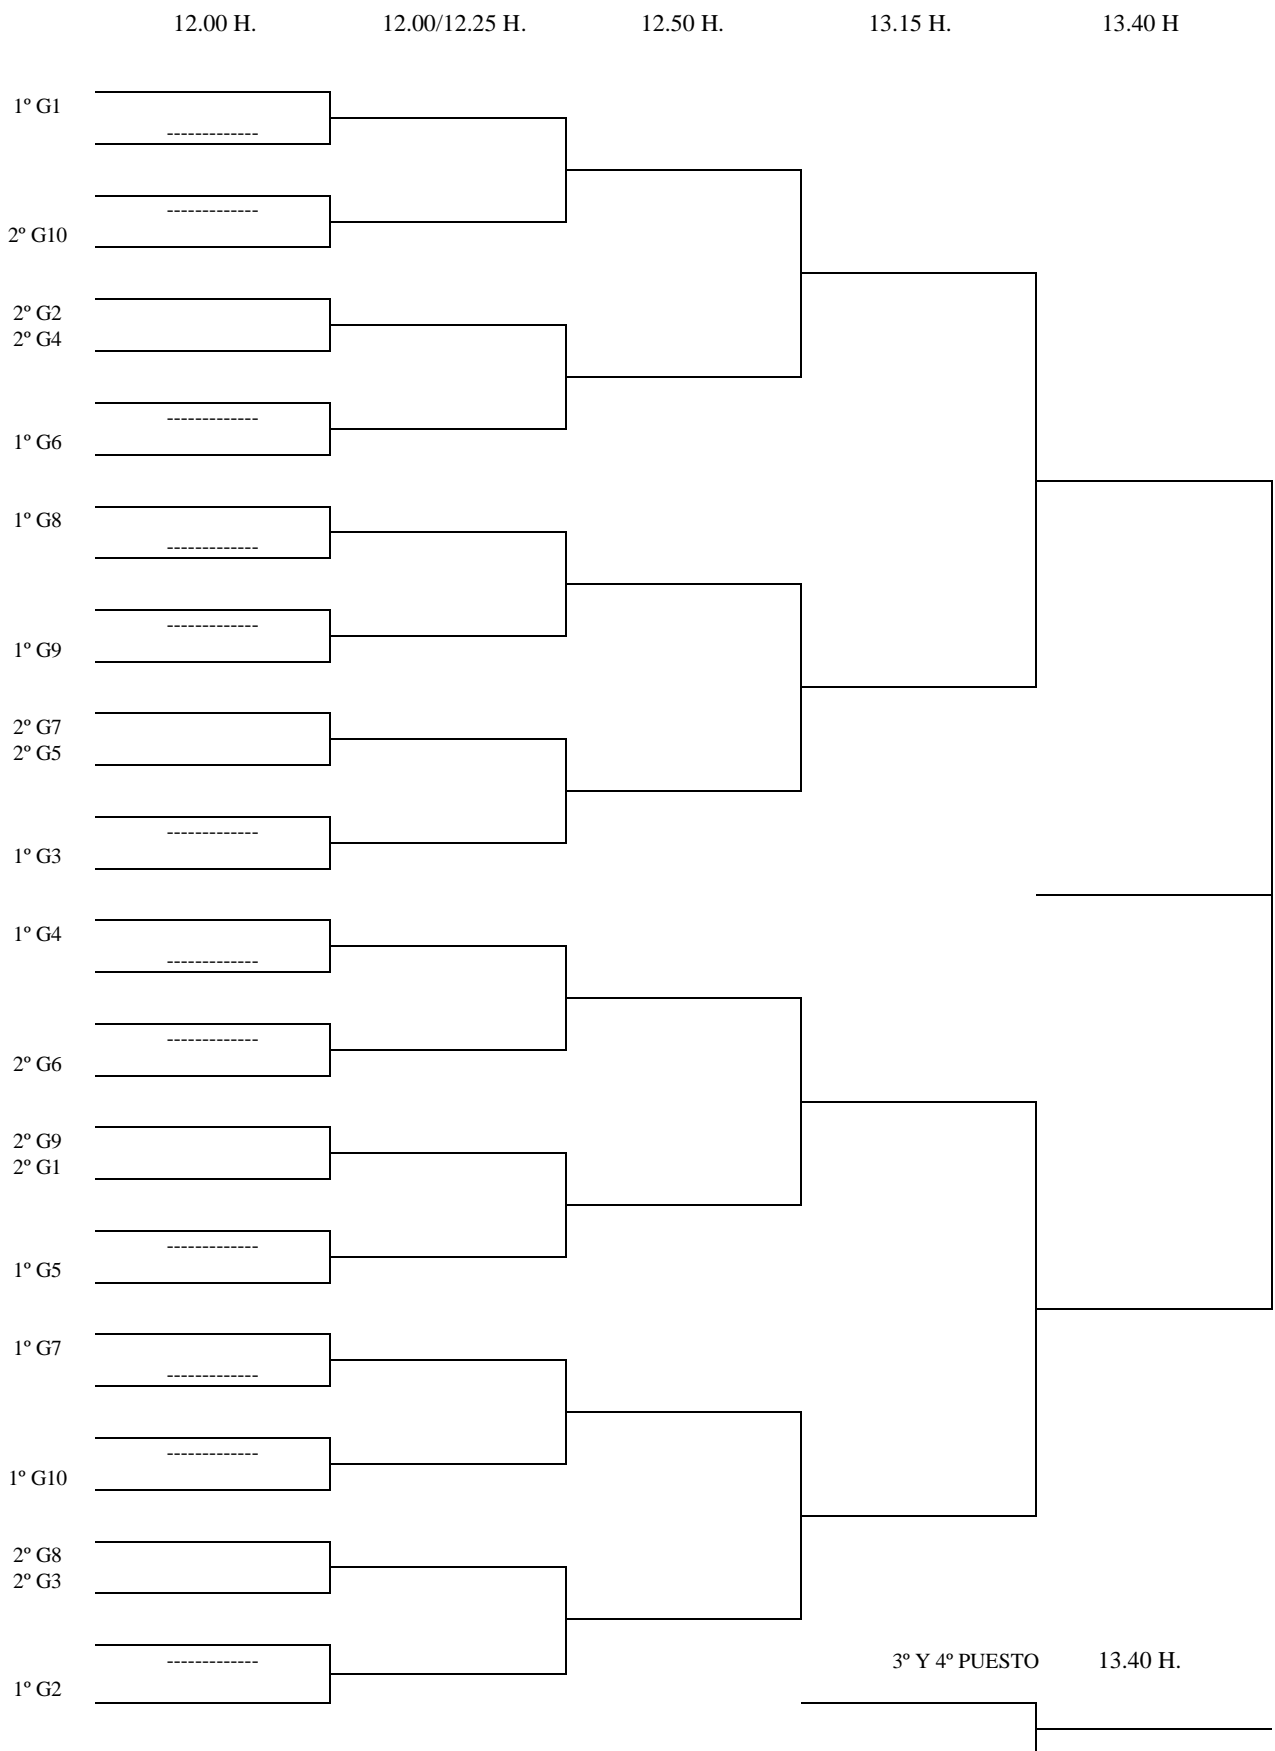 12.00 H. 12.00/12.25 H. 12.50 H. 13.15 H. 13.40 H
1º G1
-------------
-------------
2º G10
2º G2
2º G4
-------------
1º G6
1º G8
-------------
-------------
1º G9
2º G7
2º G5
-------------
1º G3
1º G4
-------------
-------------
2º G6
2º G9
2º G1
-------------
1º G5
1º G7
-------------
-------------
1º G10
2º G8
2º G3
-------------
3º Y 4º PUESTO 13.40 H.
1º G2